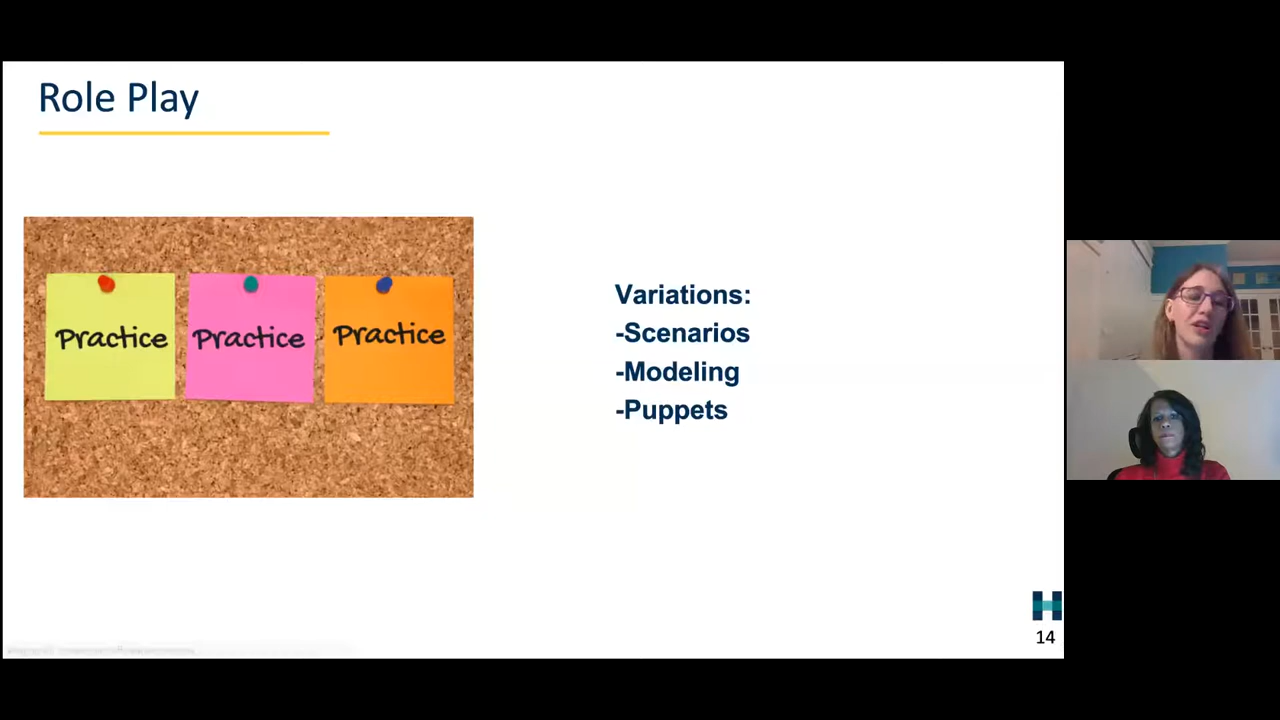 Role Play
Practice
Practice
Practice
Variations:
-Scenarios
-Modeling
-Puppets
H
14